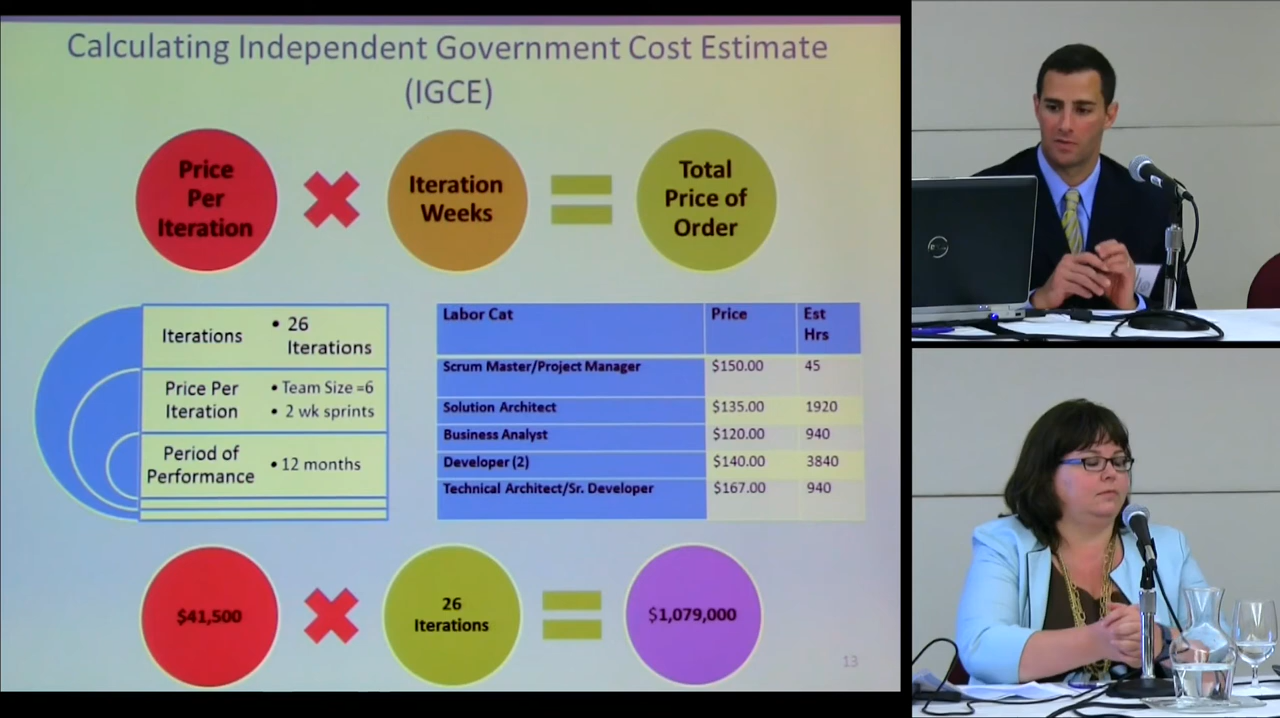 Calculating Independent Government Cost Estimate
(IGCE)
Price
Per
Iteration
Iteration
Weeks
Total
Price of
Order
Iterations
• 26
Iterations
Price Per
Iteration
• Team Size =6
• 2 wk sprints
Period of
Performance
• 12 months
Labor Cat Price Est
Hrs
Scrum Master/Project Manager $150.00 45
Solution Architect $135.00 1920
Business Analyst $120.00 940
Developer (2) $140.00 3840
Technical Architect/Sr. Developer $167.00 940
$41,500
26
Iterations
$1,079,000
13